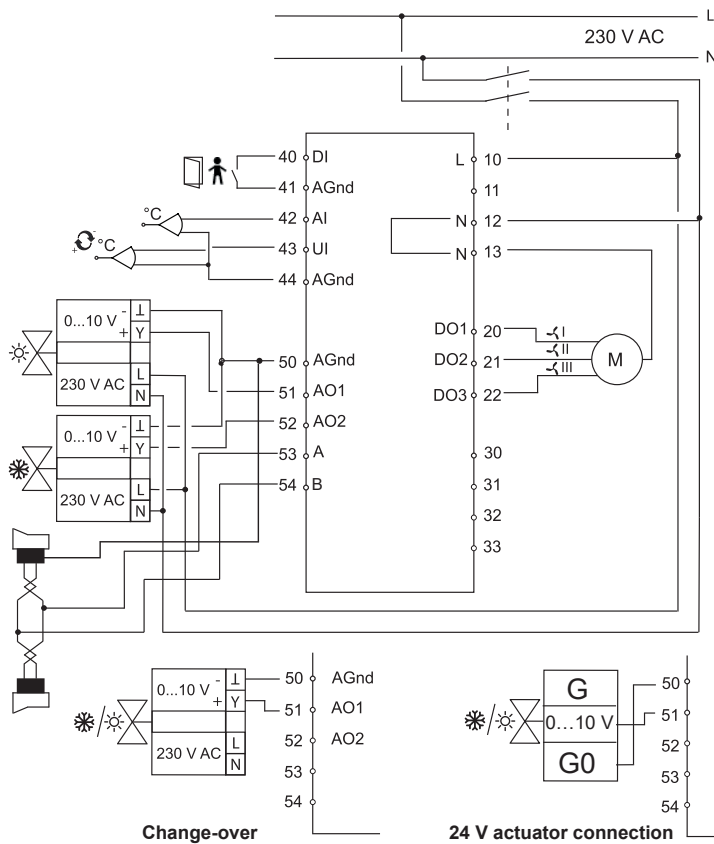 L
230 V AC
N
40 DI
41 AGnd
42 AI
43 UI
44 AGnd
°C
°C
- +
L 10
11
N 12
N 13
DO1 20
DO2 21
DO3 22
I
II
III
M
30
31
32
33
50 AGnd
51 AO1
52 AO2
53 A
54 B
0...10 V - ⊥
+ Y
230 V AC L
N
0...10 V - ⊥
+ Y
230 V AC L
N
0...10 V - ⊥
+ Y
230 V AC L
N
50 AGnd
51 AO1
52 AO2
53
54
Change-over
/
G
0...10 V
G0
/
50
51
52
53
54
24 V actuator connection